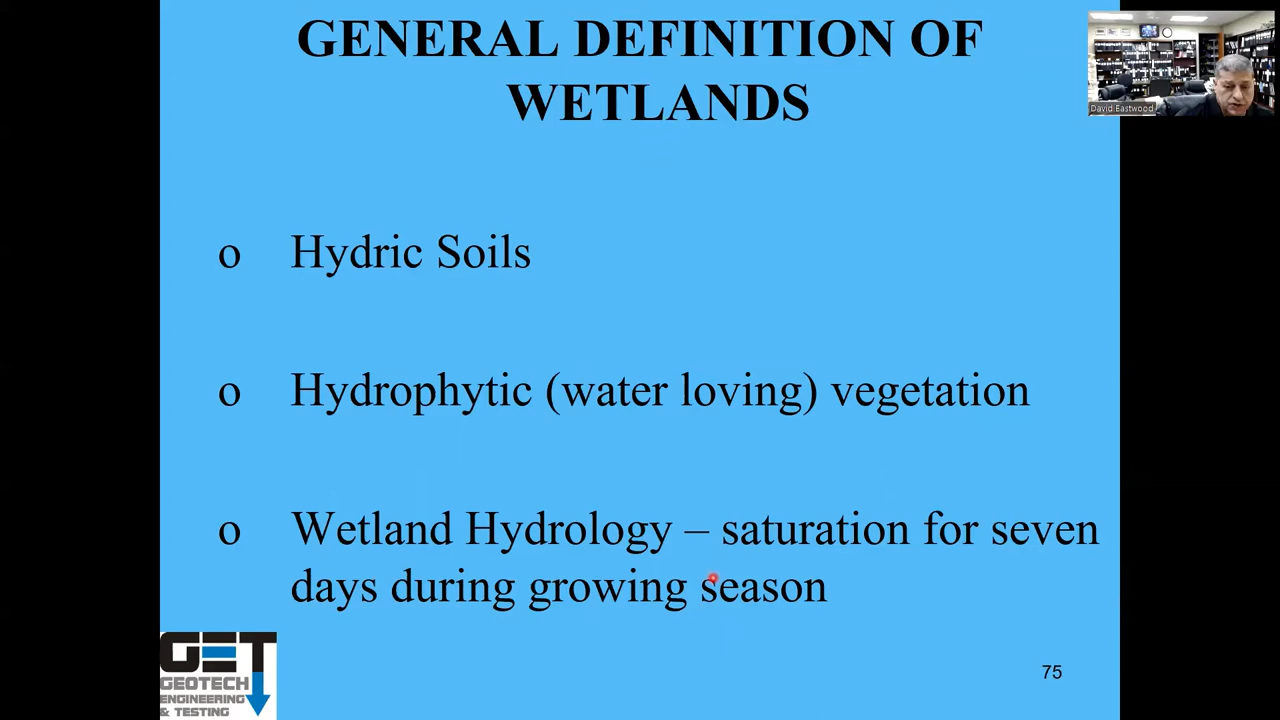 GENERAL DEFINITION OF
WETLANDS
David Eastwood
o Hydric Soils
o Hydrophytic (water loving) vegetation
o Wetland Hydrology – saturation for seven
days during growing season
GET
GEOTECH
ENGINEERING
& TESTING
75